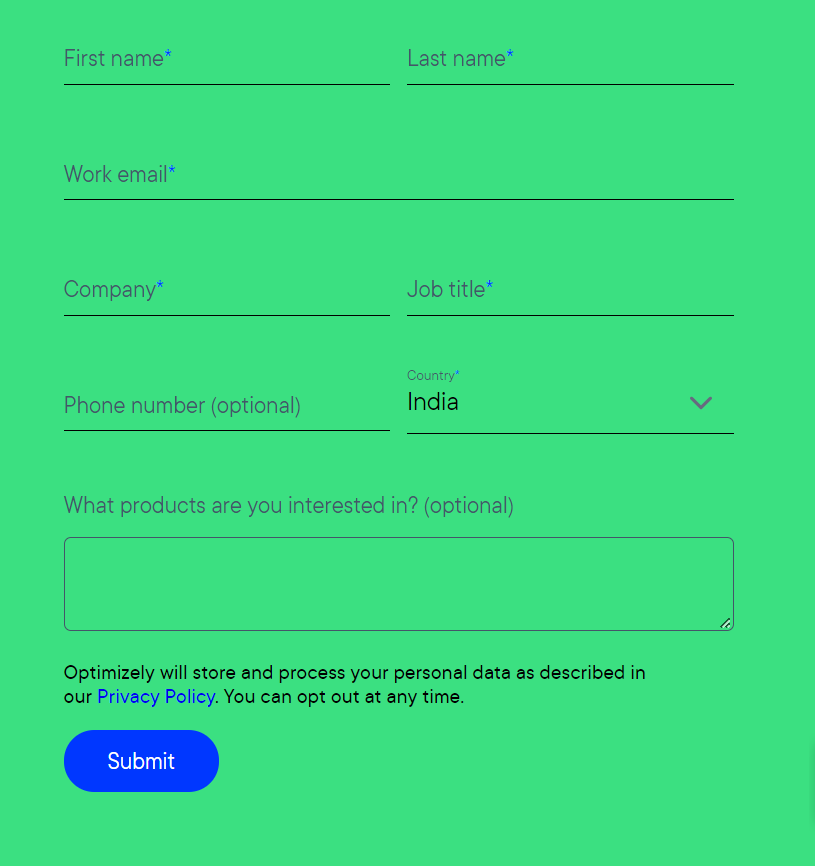 First name* Last name*
Work email*
Company* Job title*
Country*
Phone number (optional) India
What products are you interested in? (optional)
Optimizely will store and process your personal data as described in
our Privacy Policy. You can opt out at any time.
Submit